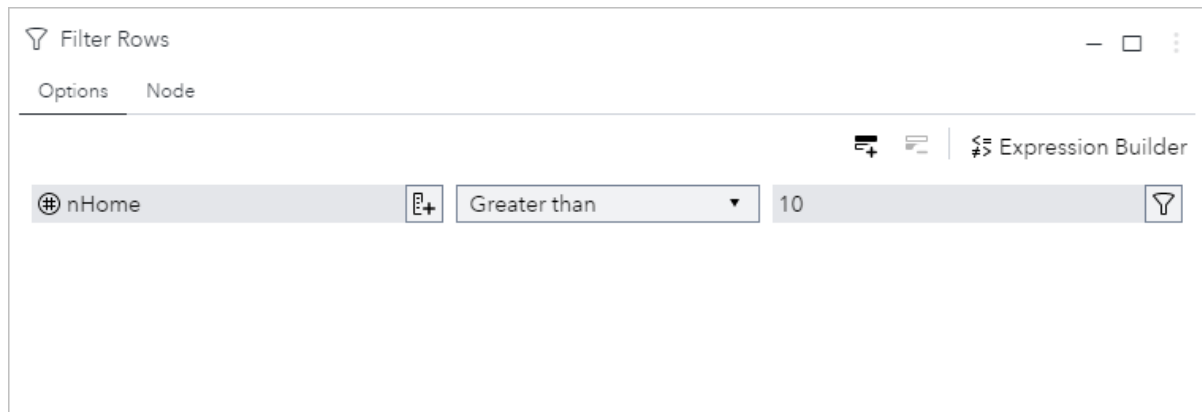 Filter Rows
Options Node
Expression Builder
nHome Greater than 10